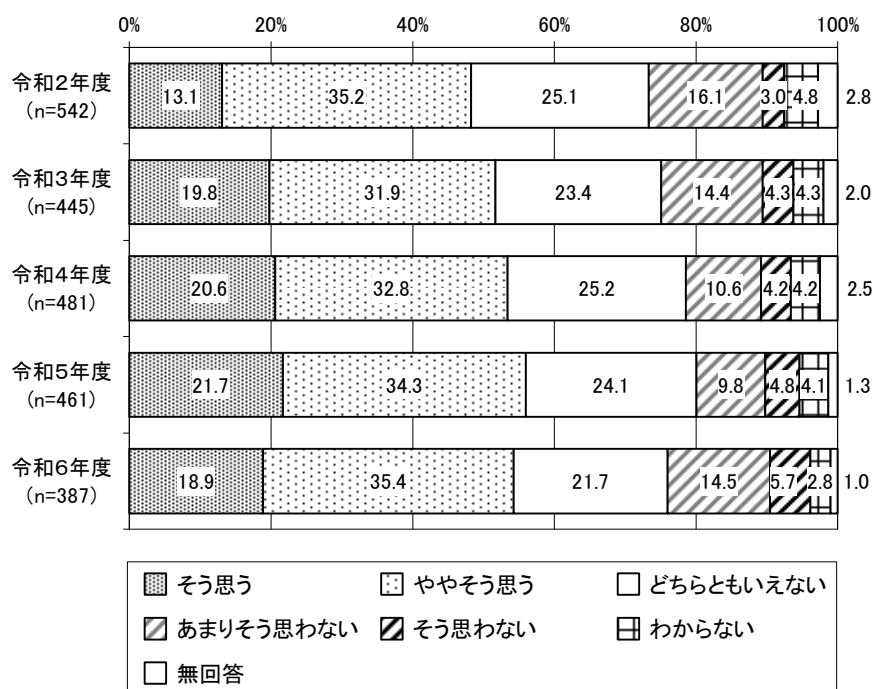 0% 20% 40% 60% 80% 100%
令和2年度
(n=542)
13.1 35.2 25.1 16.1 3.0 4.8 2.8
令和3年度
(n=445)
19.8 31.9 23.4 14.4 4.3 4.3 2.0
令和4年度
(n=481)
20.6 32.8 25.2 10.6 4.2 4.2 2.5
令和5年度
(n=461)
21.7 34.3 24.1 9.8 4.8 4.1 1.3
令和6年度
(n=387)
18.9 35.4 21.7 14.5 5.7 2.8 1.0
そう思う ややそう思う どちらともいえない
あまりそう思わない そう思わない わからない
無回答